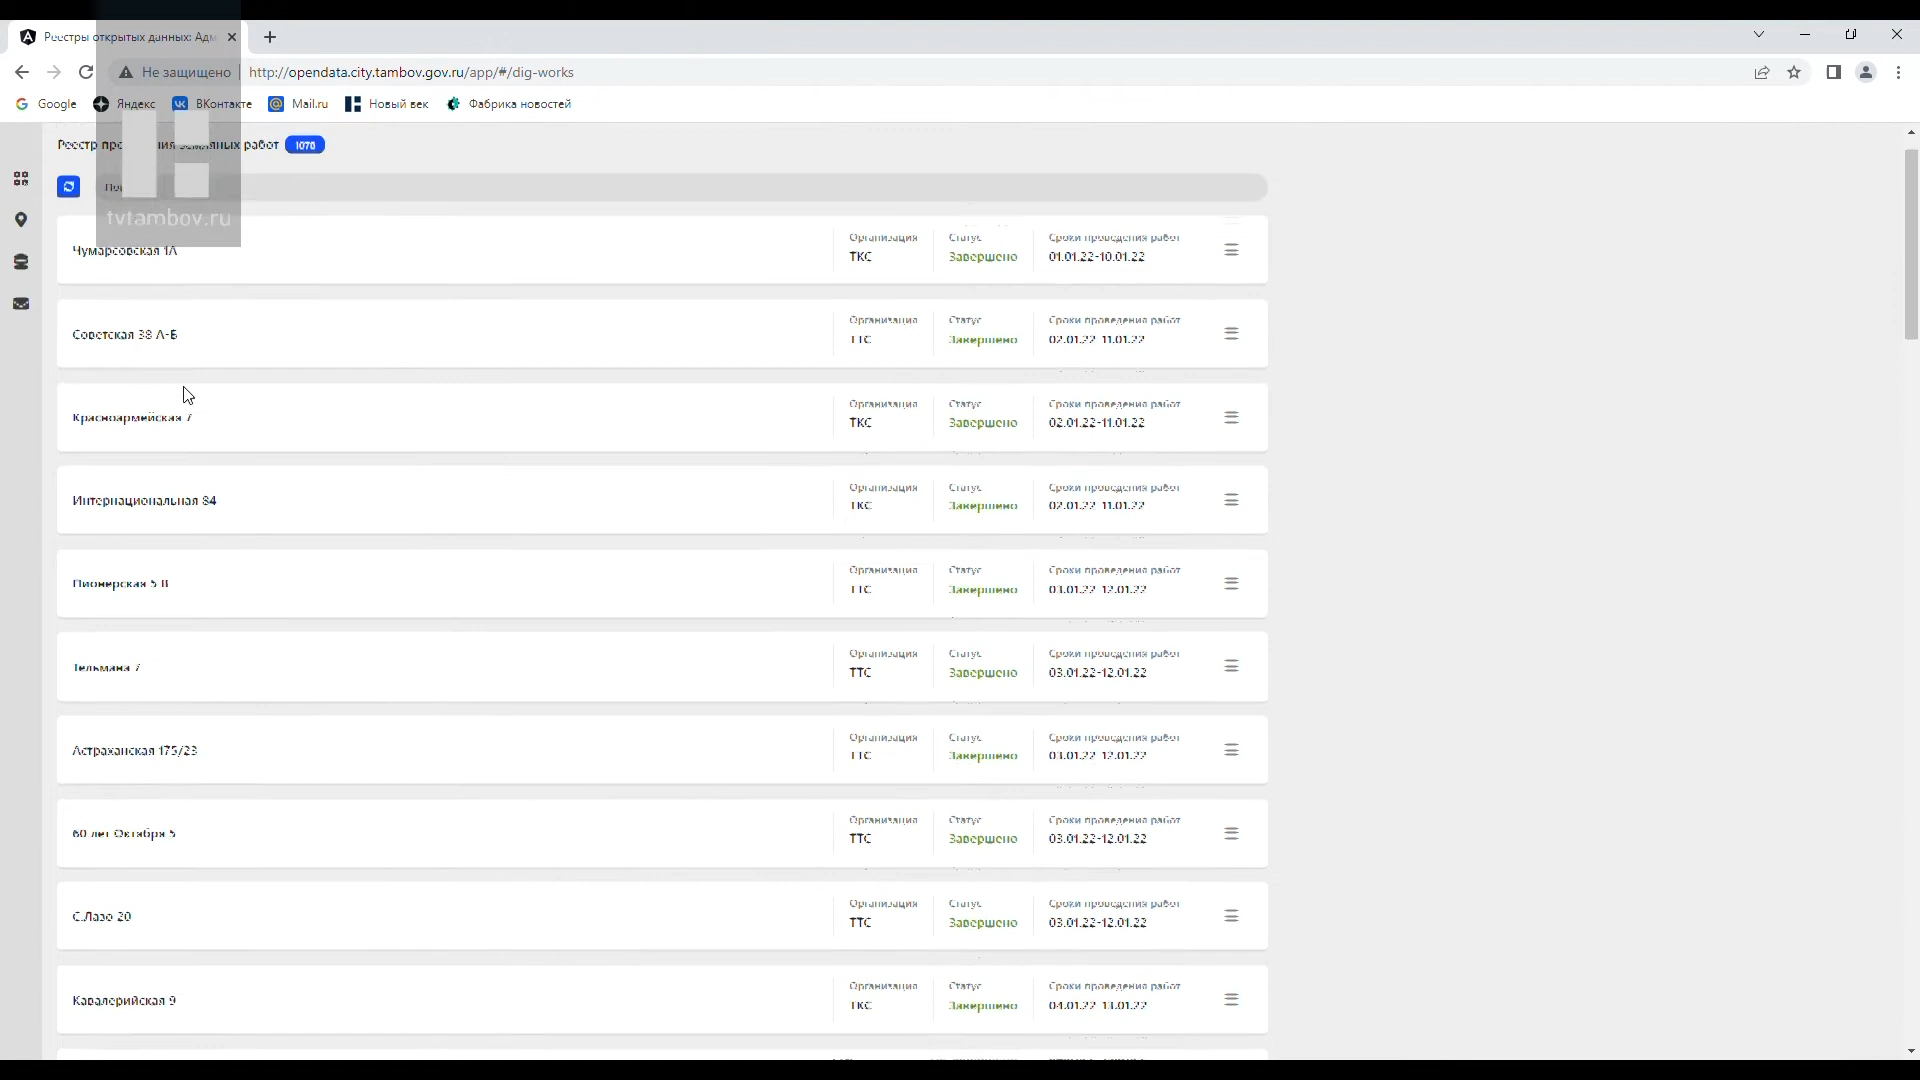 Реестры открытых данных: Адм
Не защищено http://opendata.city.tambov.gov.ru/app/#/dig-works
Google Яндекс ВКонтакте Mail.ru Новый век Фабрика новостей
Реестр земляных работ 1070
tvtambov.ru
Чумарсовская 1А
Организация Статус Сроки проведения работ
ТКС Завершено 01.01.22-10.01.22
Советская 38 А-Б
Организация Статус Сроки проведения работ
ТТС Завершено 02.01.22-11.01.22
Красноармейская 7
Организация Статус Сроки проведения работ
ТКС Завершено 02.01.22-11.01.22
Интернациональная 84
Организация Статус Сроки проведения работ
ТКС Завершено 02.01.22-11.01.22
Пионерская 5 В
Организация Статус Сроки проведения работ
ТТС Завершено 03.01.22-12.01.22
Тельмана 7
Организация Статус Сроки проведения работ
ТТС Завершено 03.01.22-12.01.22
Астраханская 175/23
Организация Статус Сроки проведения работ
ТТС Завершено 03.01.22-12.01.22
60 лет Октября 5
Организация Статус Сроки проведения работ
ТТС Завершено 03.01.22-12.01.22
С.Лазо 20
Организация Статус Сроки проведения работ
ТТС Завершено 03.01.22-12.01.22
Кавалерийская 9
Организация Статус Сроки проведения работ
ТКС Завершено 04.01.22-13.01.22